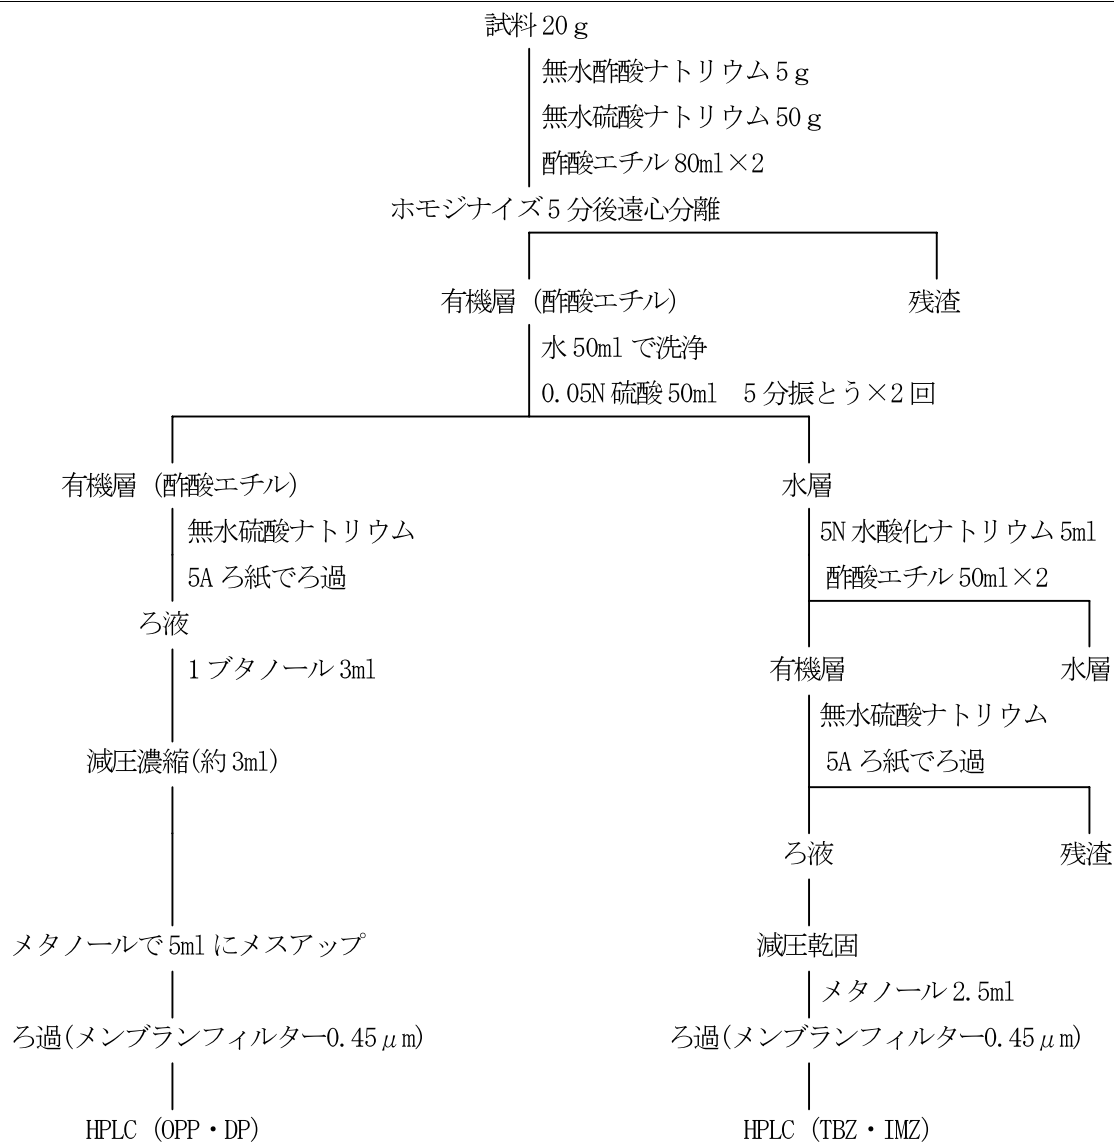 試料 20ｇ
無水酢酸ナトリウム 5ｇ
無水硫酸ナトリウム 50ｇ
酢酸エチル 80ml×2
ホモジナイズ 5 分後遠心分離
有機層（酢酸エチル） 残渣
水 50ml で洗浄
0.05N 硫酸 50ml　5 分振とう×2 回
有機層（酢酸エチル） 水層
無水硫酸ナトリウム 5N 水酸化ナトリウム 5ml
5A ろ紙でろ過 酢酸エチル 50ml×2
ろ液
1 ブタノール 3ml 有機層 水層
無水硫酸ナトリウム
減圧濃縮(約 3ml) 5A ろ紙でろ過
ろ液 残渣
メタノールで 5ml にメスアップ 減圧乾固
メタノール 2.5ml
ろ過(メンブランフィルター0.45μm) ろ過(メンブランフィルター0.45μm)
HPLC（OPP・DP） HPLC（TBZ・IMZ）